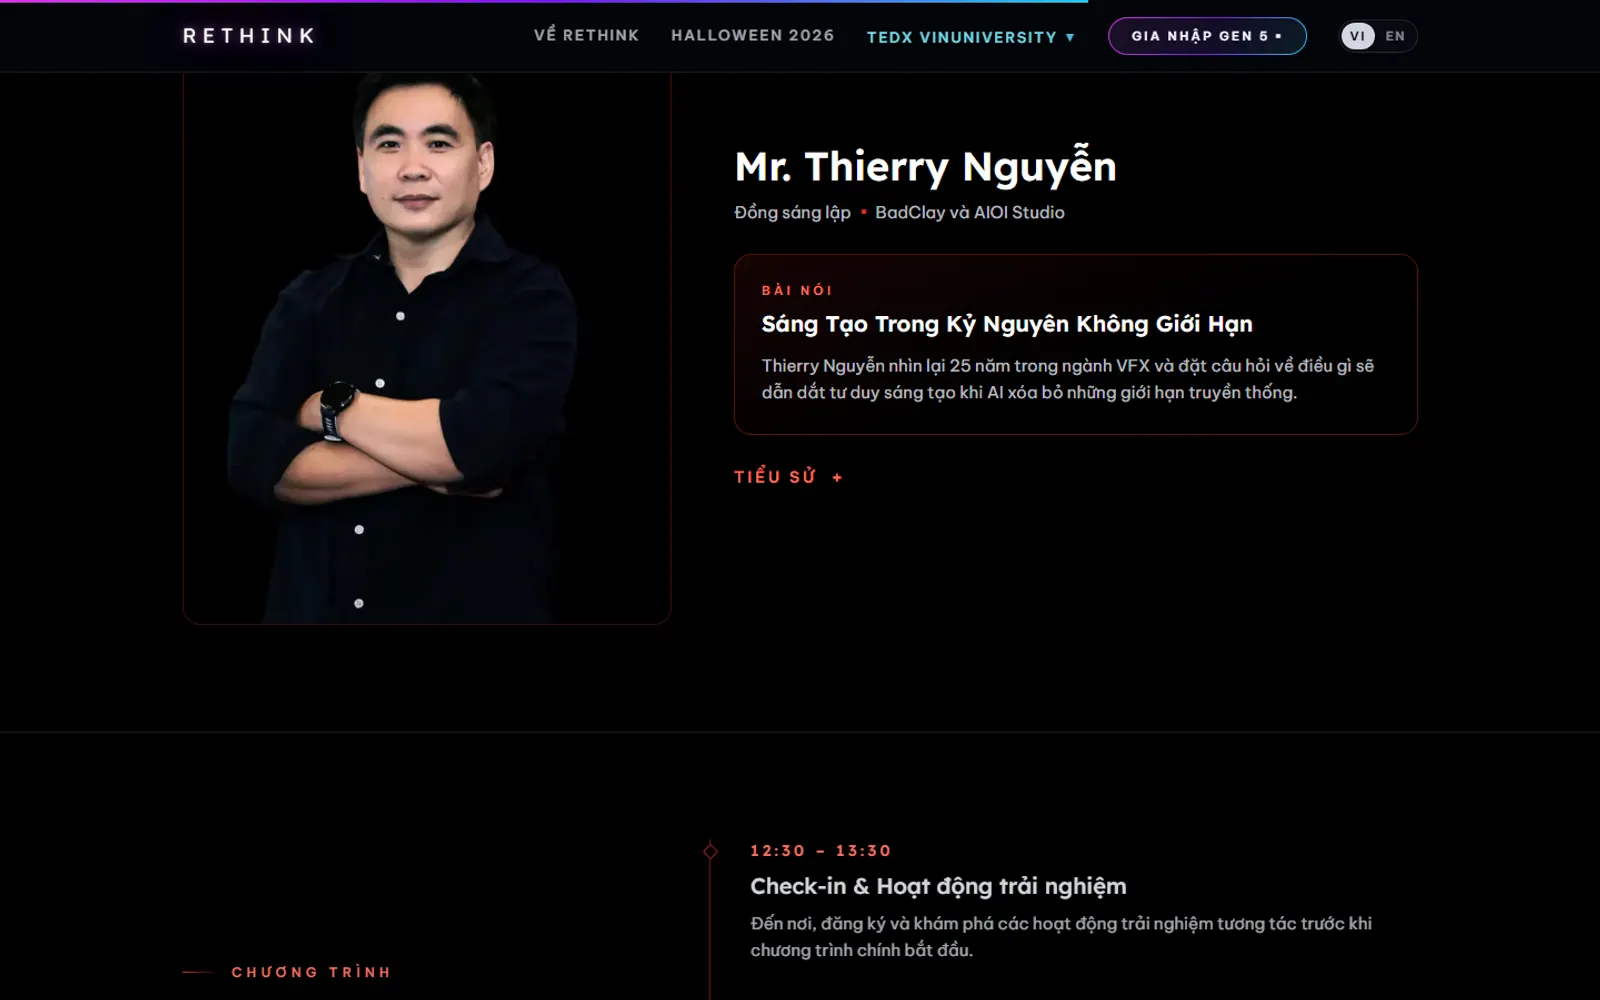 RETHINK
VỀ RETHINK
HALLOWEEN 2026
TEDX VINUNIVERSITY ▼
GIA NHẬP GEN 5
VI EN
Mr. Thierry Nguyễn
Đồng sáng lập ▪ BadClay và AIOI Studio
BÀI NÓI
Sáng Tạo Trong Kỷ Nguyên Không Giới Hạn
Thierry Nguyễn nhìn lại 25 năm trong ngành VFX và đặt câu hỏi về điều gì sẽ
dẫn dắt tư duy sáng tạo khi AI xóa bỏ những giới hạn truyền thống.
TIỂU SỬ +
CHƯƠNG TRÌNH
12:30 – 13:30
Check-in & Hoạt động trải nghiệm
Đến nơi, đăng ký và khám phá các hoạt động trải nghiệm tương tác trước khi
chương trình chính bắt đầu.